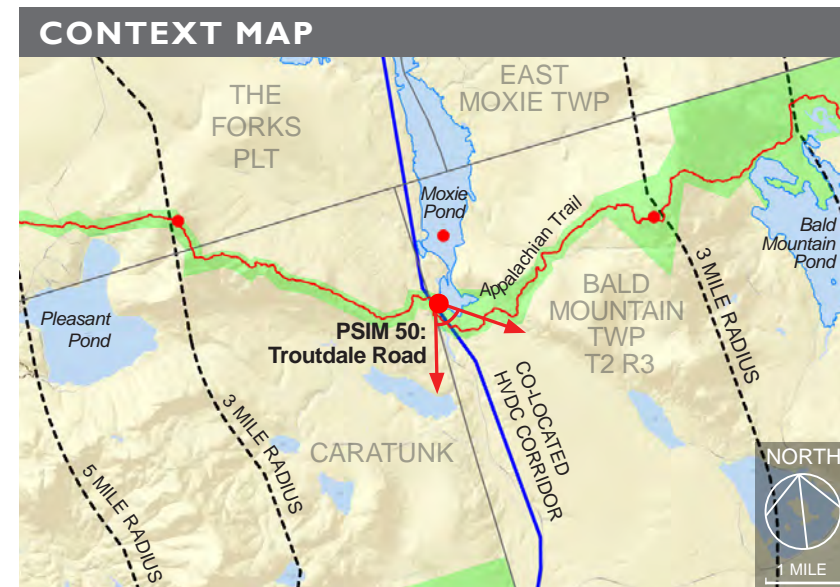 CONTEXT MAP
THE
FORKS
PLT
EAST
MOXIE TWP
Moxie
Pond
Appalachian Trail
Bald
Mountain
Pond
Pleasant
Pond
PSIM 50:
Troutdale Road
BALD
MOUNTAIN
TWP
T2 R3
3 MILE RADIUS
CO-LOCATED
HVDC CORRIDOR
3 MILE RADIUS
CARATUNK
5 MILE RADIUS
NORTH
1 MILE